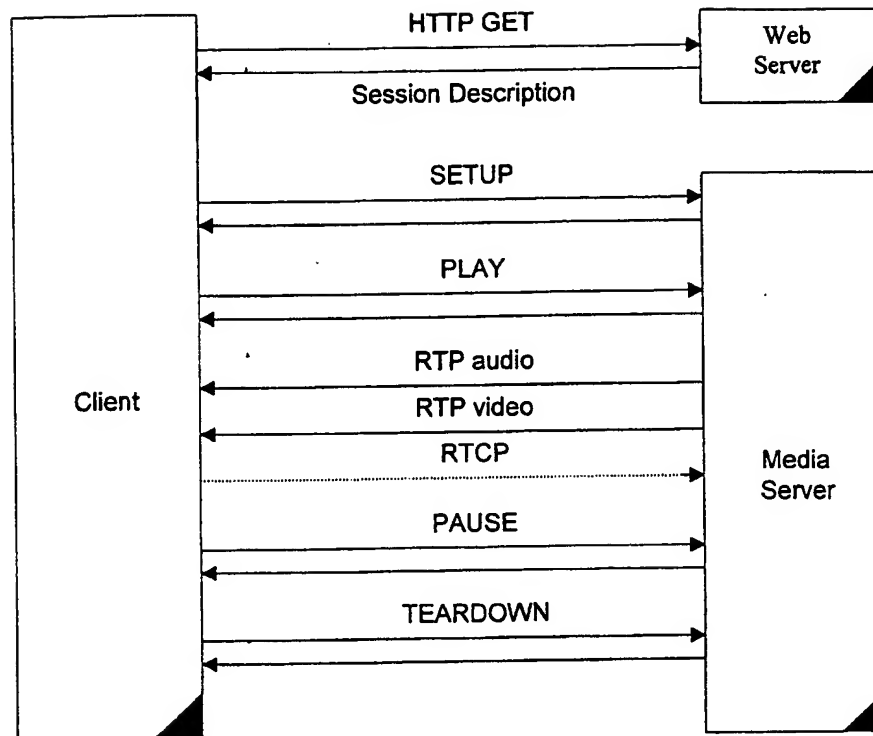 HTTP GET
Web
Server
Session Description
SETUP
PLAY
RTP audio
Client
RTP video
RTCP
Media
Server
PAUSE
TEARDOWN